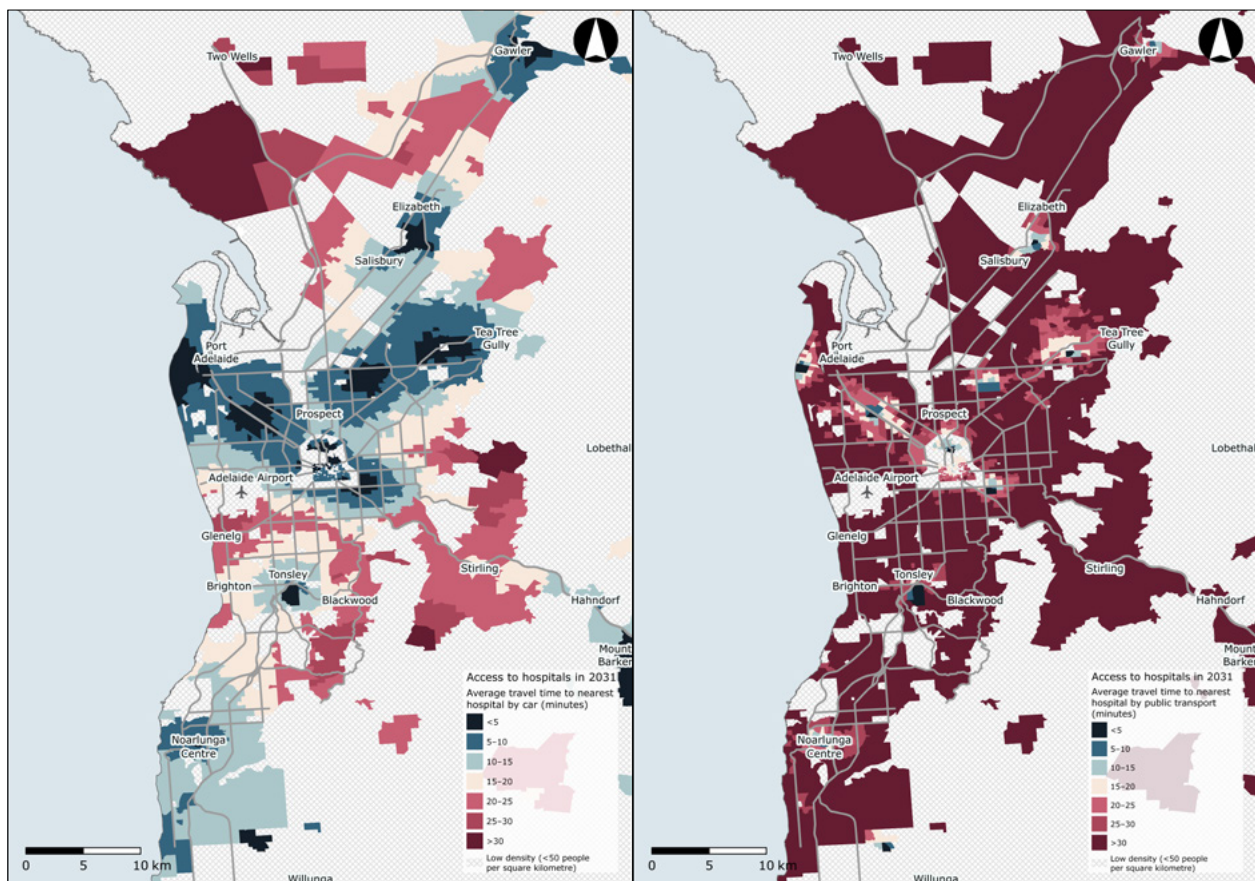 Two Wells
Gawler
Elizabeth
Salisbury
Port
Adelaide
Tea Tree
Gully
Prospect
Lobethal
Adelaide Airport
Glenelg
Stirling
Tonsley
Brighton
Blackwood
Hahndorf
Mount
Barker
Noarlunga
Centre
Willunga
0 5 10 km
Access to hospitals in 2031
Average travel time to nearest
hospital by car (minutes)
<5
5–10
10–15
15–20
20–25
25–30
>30
Low density (<50 people
per square kilometre)
Two Wells
Gawler
Elizabeth
Salisbury
Port
Adelaide
Tea Tree
Gully
Prospect
Lobethal
Adelaide Airport
Glenelg
Stirling
Tonsley
Brighton
Blackwood
Hahndorf
Mount
Barker
Noarlunga
Centre
Willunga
0 5 10 km
Access to hospitals in 2031
Average travel time to nearest
hospital by public transport
(minutes)
<5
5–10
10–15
15–20
20–25
25–30
>30
Low density (<50 people
per square kilometre)